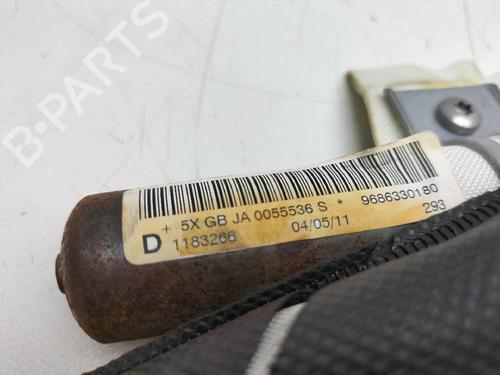 B-PARTS
+ 5X GB JA 0055536 S * 9686330180
D 1183266 04/05/11 293